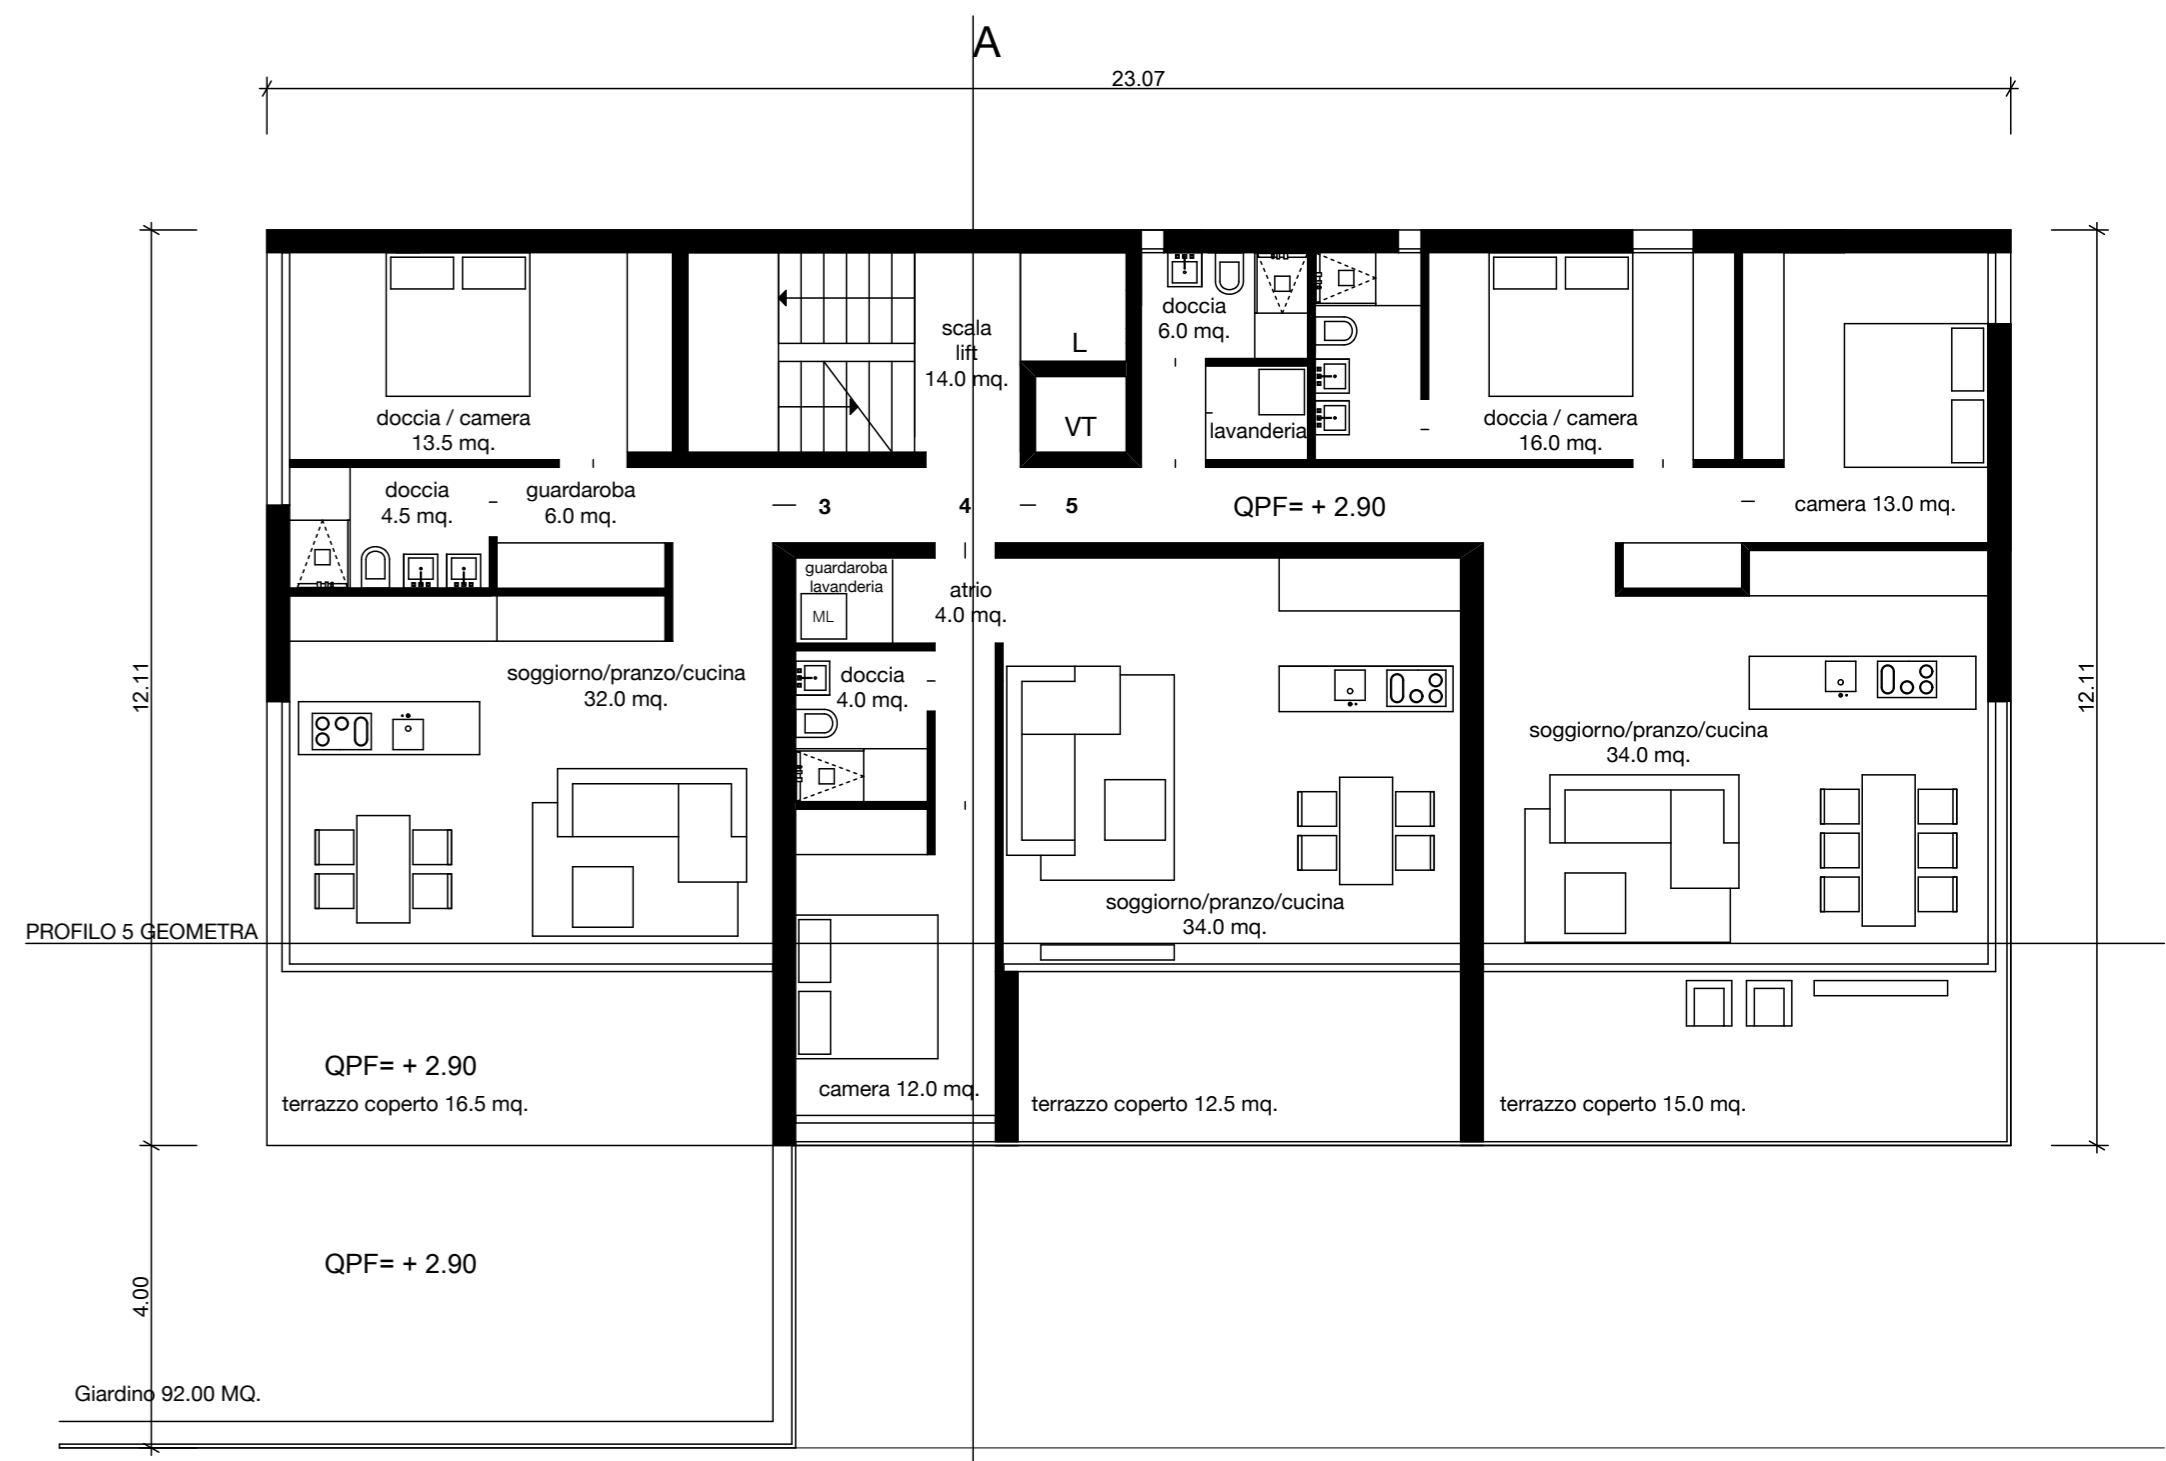 A
23.07
scala
lift
14.0 mq.
L
VT
doccia
6.0 mq.
lavanderia
doccia / camera
13.5 mq.
doccia / camera
16.0 mq.
doccia
4.5 mq.
guardaroba
6.0 mq.
3
4
5
QPF= + 2.90
camera 13.0 mq.
guardaroba
lavanderia
ML
atrio
4.0 mq.
12.11
12.11
soggiorno/pranzo/cucina
32.0 mq.
doccia
4.0 mq.
soggiorno/pranzo/cucina
34.0 mq.
soggiorno/pranzo/cucina
34.0 mq.
PROFILO 5 GEOMETRA
QPF= + 2.90
terrazzo coperto 16.5 mq.
camera 12.0 mq.
terrazzo coperto 12.5 mq.
terrazzo coperto 15.0 mq.
QPF= + 2.90
4.00
Giardino 92.00 MQ.